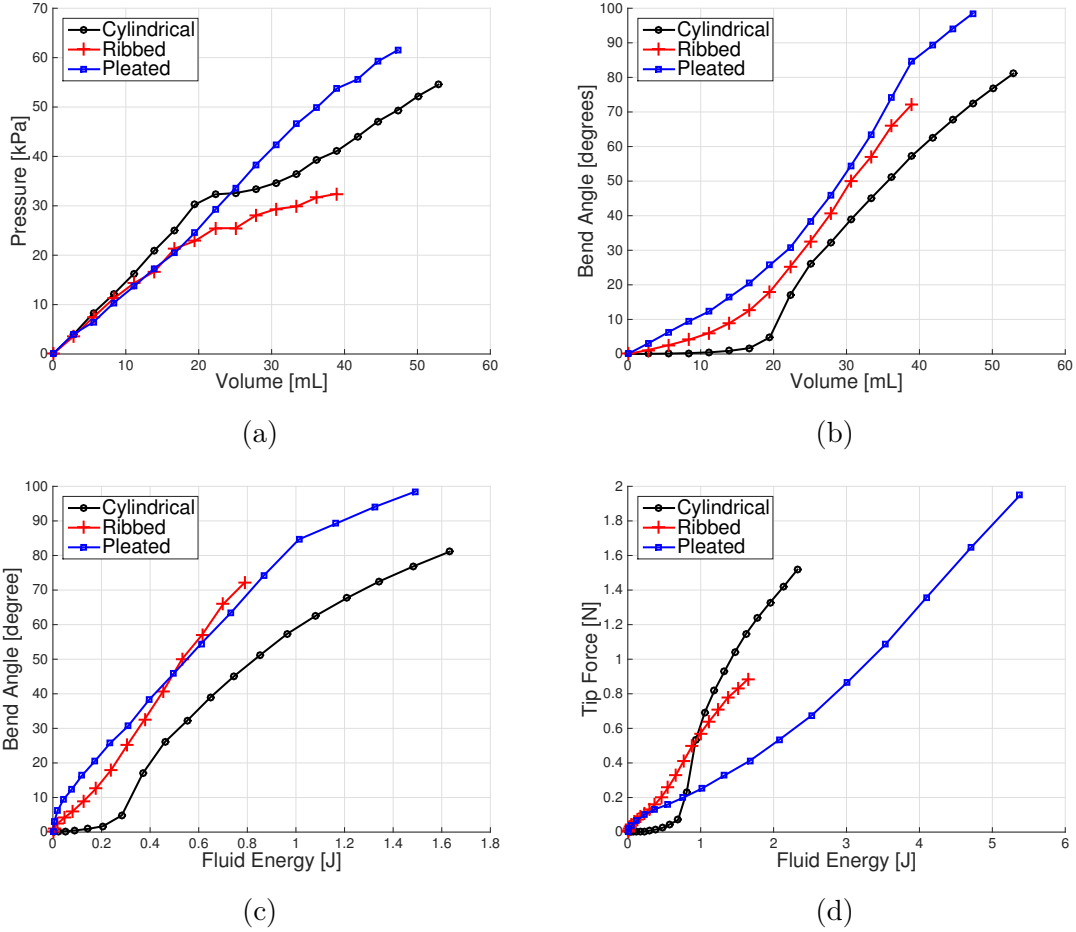 70
60
50
40
30
20
10
0
Pressure [kPa]
Cylindrical
Ribbed
Pleated
0 10 20 30 40 50 60
Volume [mL]
(a)
100
90
80
70
60
50
40
30
20
10
0
Bend Angle [degrees]
Cylindrical
Ribbed
Pleated
0 10 20 30 40 50 60
Volume [mL]
(b)
100
90
80
70
60
50
40
30
20
10
0
Bend Angle [degree]
Cylindrical
Ribbed
Pleated
0 0.2 0.4 0.6 0.8 1 1.2 1.4 1.6 1.8
Fluid Energy [J]
(c)
2
1.8
1.6
1.4
1.2
1
0.8
0.6
0.4
0.2
0
Tip Force [N]
Cylindrical
Ribbed
Pleated
0 1 2 3 4 5 6
Fluid Energy [J]
(d)